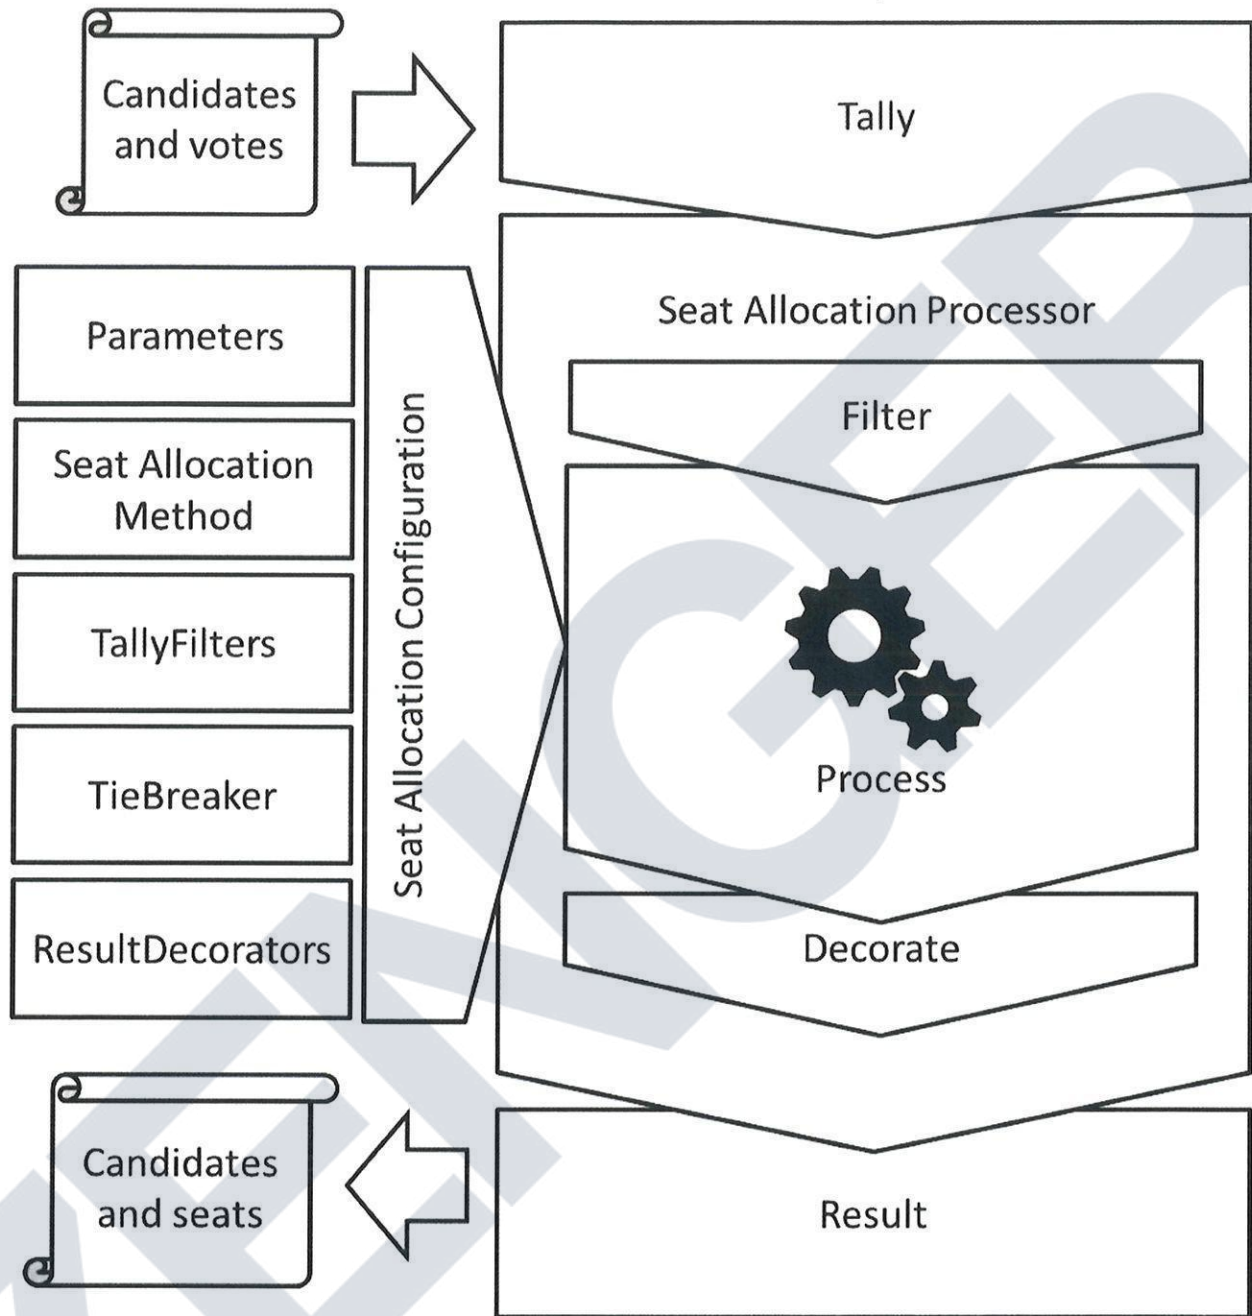 Candidates
and votes
Tally
Parameters
Seat Allocation
Method
TallyFilters
TieBreaker
ResultDecorators
Seat Allocation Configuration
Seat Allocation Processor
Filter
Process
Decorate
Candidates
and seats
Result